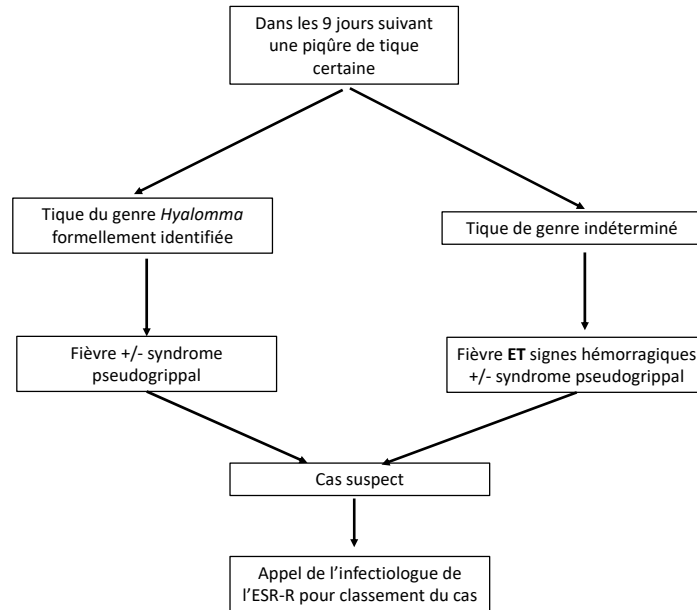 Dans les 9 jours suivant
une piqûre de tique
certaine
Tique du genre Hyalomma
formellement identifiée
Tique de genre indéterminé
Fièvre +/- syndrome
pseudogrippal
Fièvre ET signes hémorragiques
+/- syndrome pseudogrippal
Cas suspect
Appel de l’infectiologue de
l’ESR-R pour classement du cas